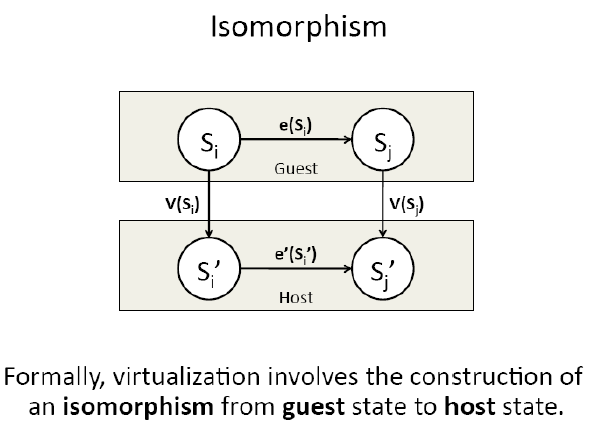 Isomorphism
e(Sᵢ)
Sᵢ
Sⱼ
Guest
V(Sᵢ)
V(Sⱼ)
e’(Sᵢ’)
Sᵢ’
Sⱼ’
Host
Formally, virtualization involves the construction of
an isomorphism from guest state to host state.